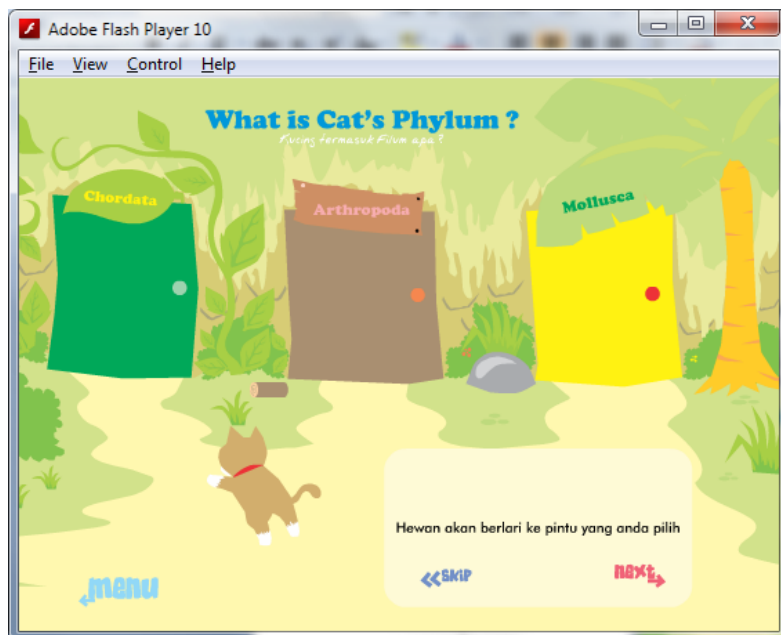 Adobe Flash Player 10
File View Control Help
What is Cat's Phylum ?
Kucing termasuk Filum apa ?
Chordata
Arthropoda
Mollusca
Hewan akan berlari ke pintu yang anda pilih
SKIP
next
menu